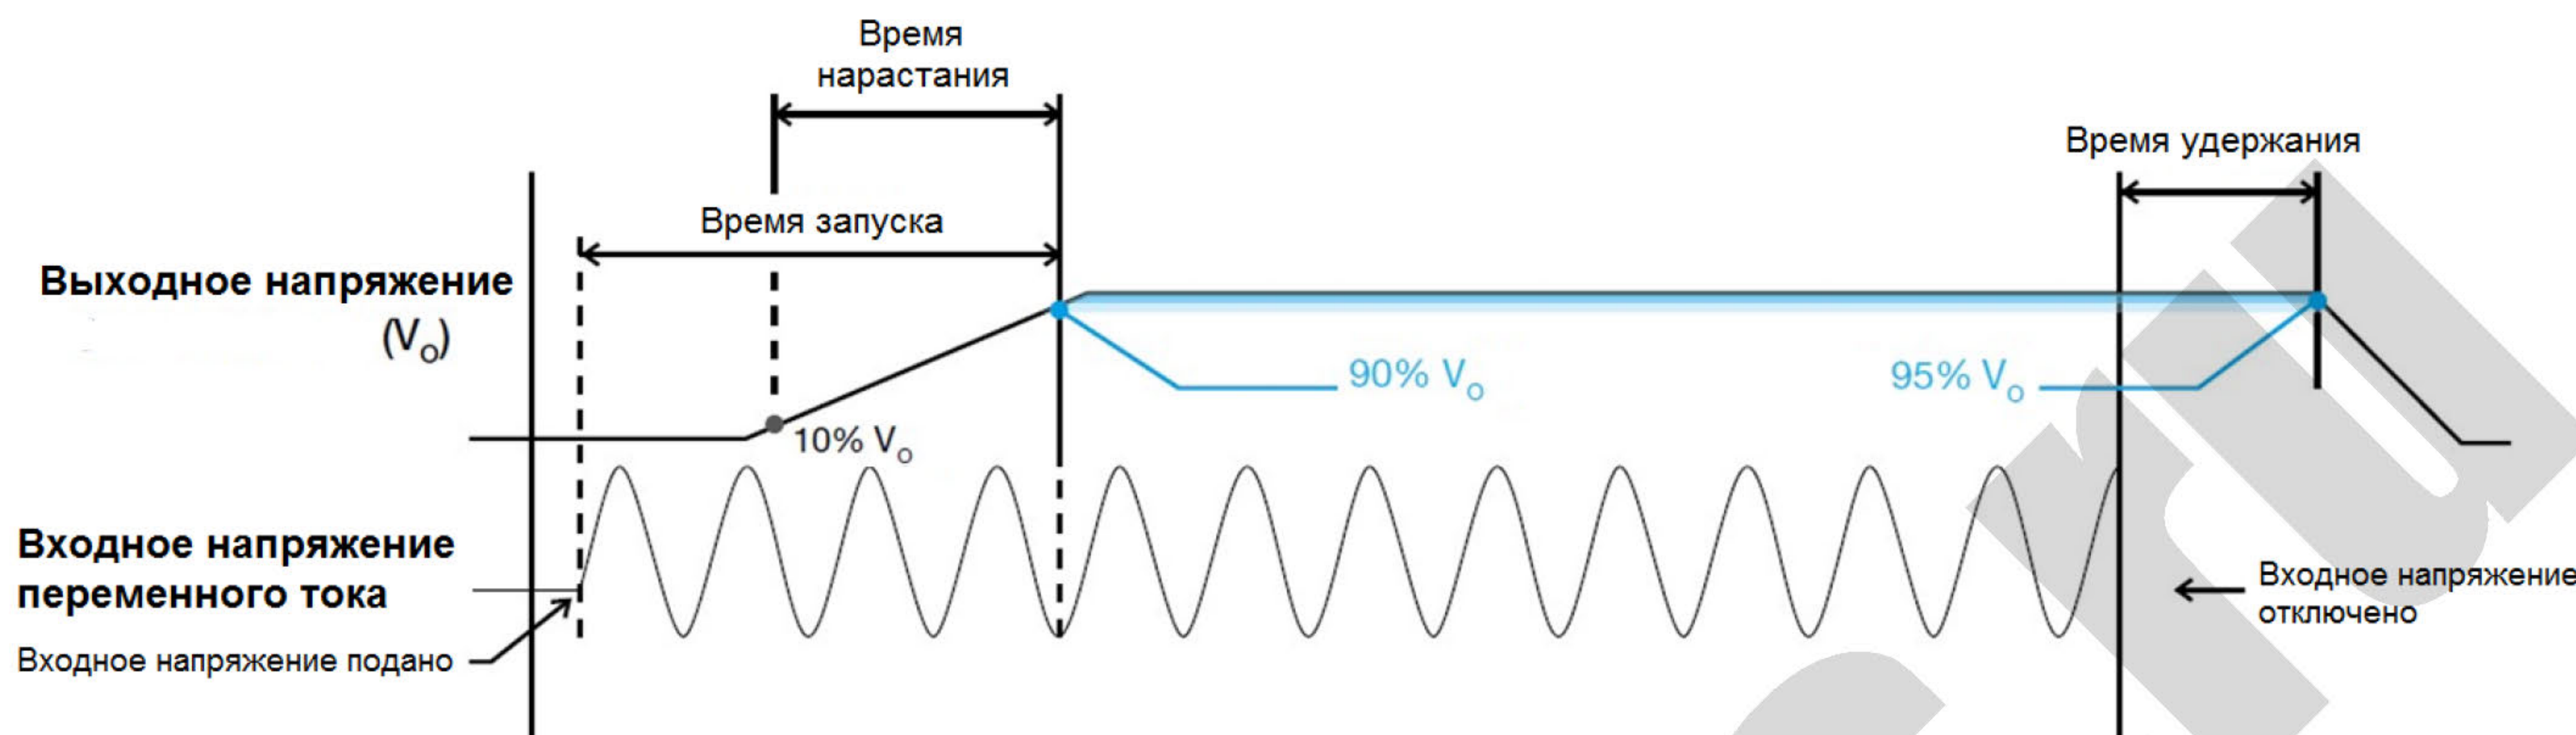 Время
нарастания
Время удержания
Время запуска
Выходное напряжение
(Vo)
90% Vo
95% Vo
10% Vo
Входное напряжение
переменного тока
Входное напряжение подано
Входное напряжение
отключено
ru